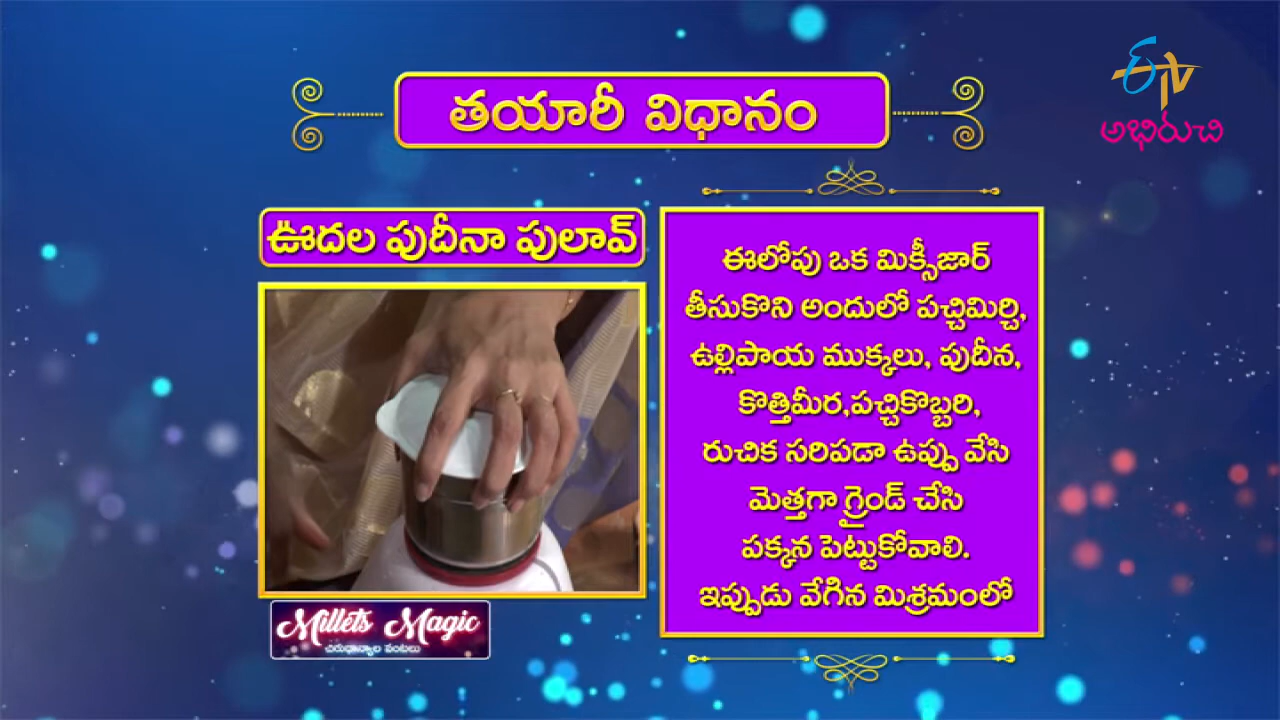 తయారీ విధానం
ETV
అభిరుచి
ఊదల పుదీనా పులావ్
ఈలోపు ఒక మిక్సీజార్
తీసుకొని అందులో పచ్చిమిర్చి,
ఉల్లిపాయ ముక్కలు, పుదీన,
కొత్తిమీర,పచ్చికొబ్బరి,
రుచిక సరిపడా ఉప్పు వేసి
మెత్తగా గ్రైండ్ చేసి
పక్కన పెట్టుకోవాలి.
ఇప్పుడు వేగిన మిశ్రమంలో
Millets Magic
చిరుధాన్యాల వంటలు